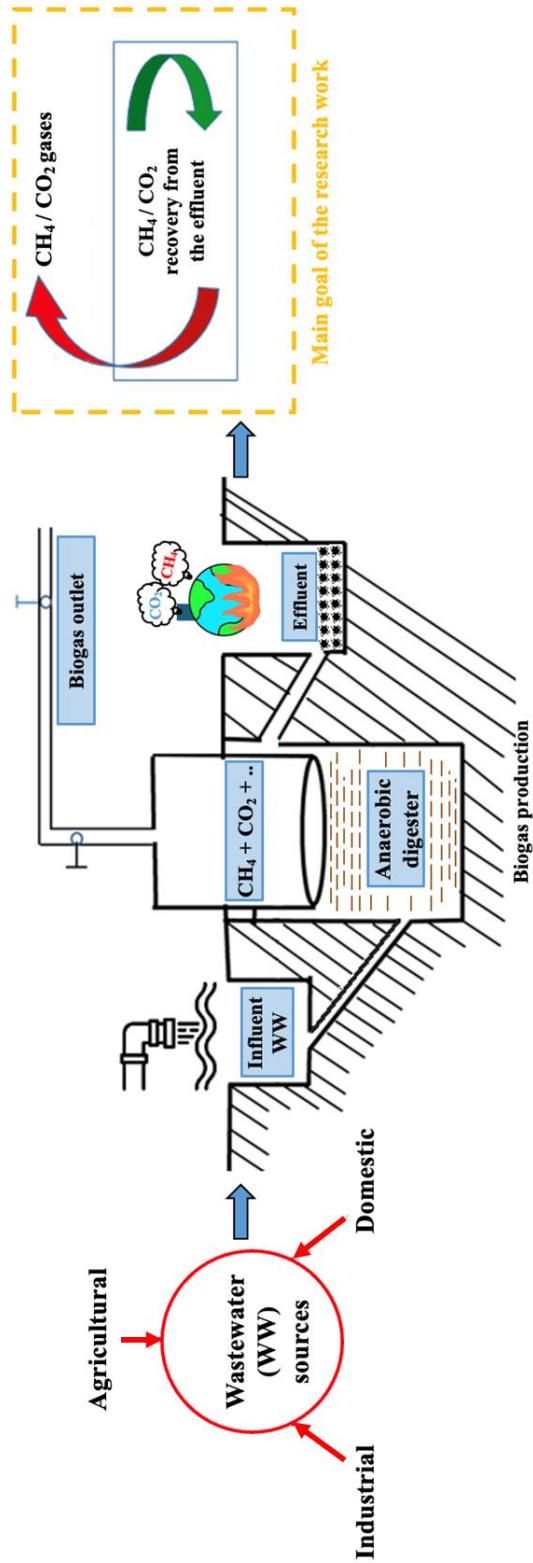 Agricultural
Wastewater
(WW)
sources
Industrial
Domestic
Influent
WW
Biogas outlet
CH₄ + CO₂ + ..
Anaerobic
digester
Biogas production
CO₂
CH₄
Effluent
CH₄ / CO₂ gases
CH₄ / CO₂
recovery from
the effluent
Main goal of the research work